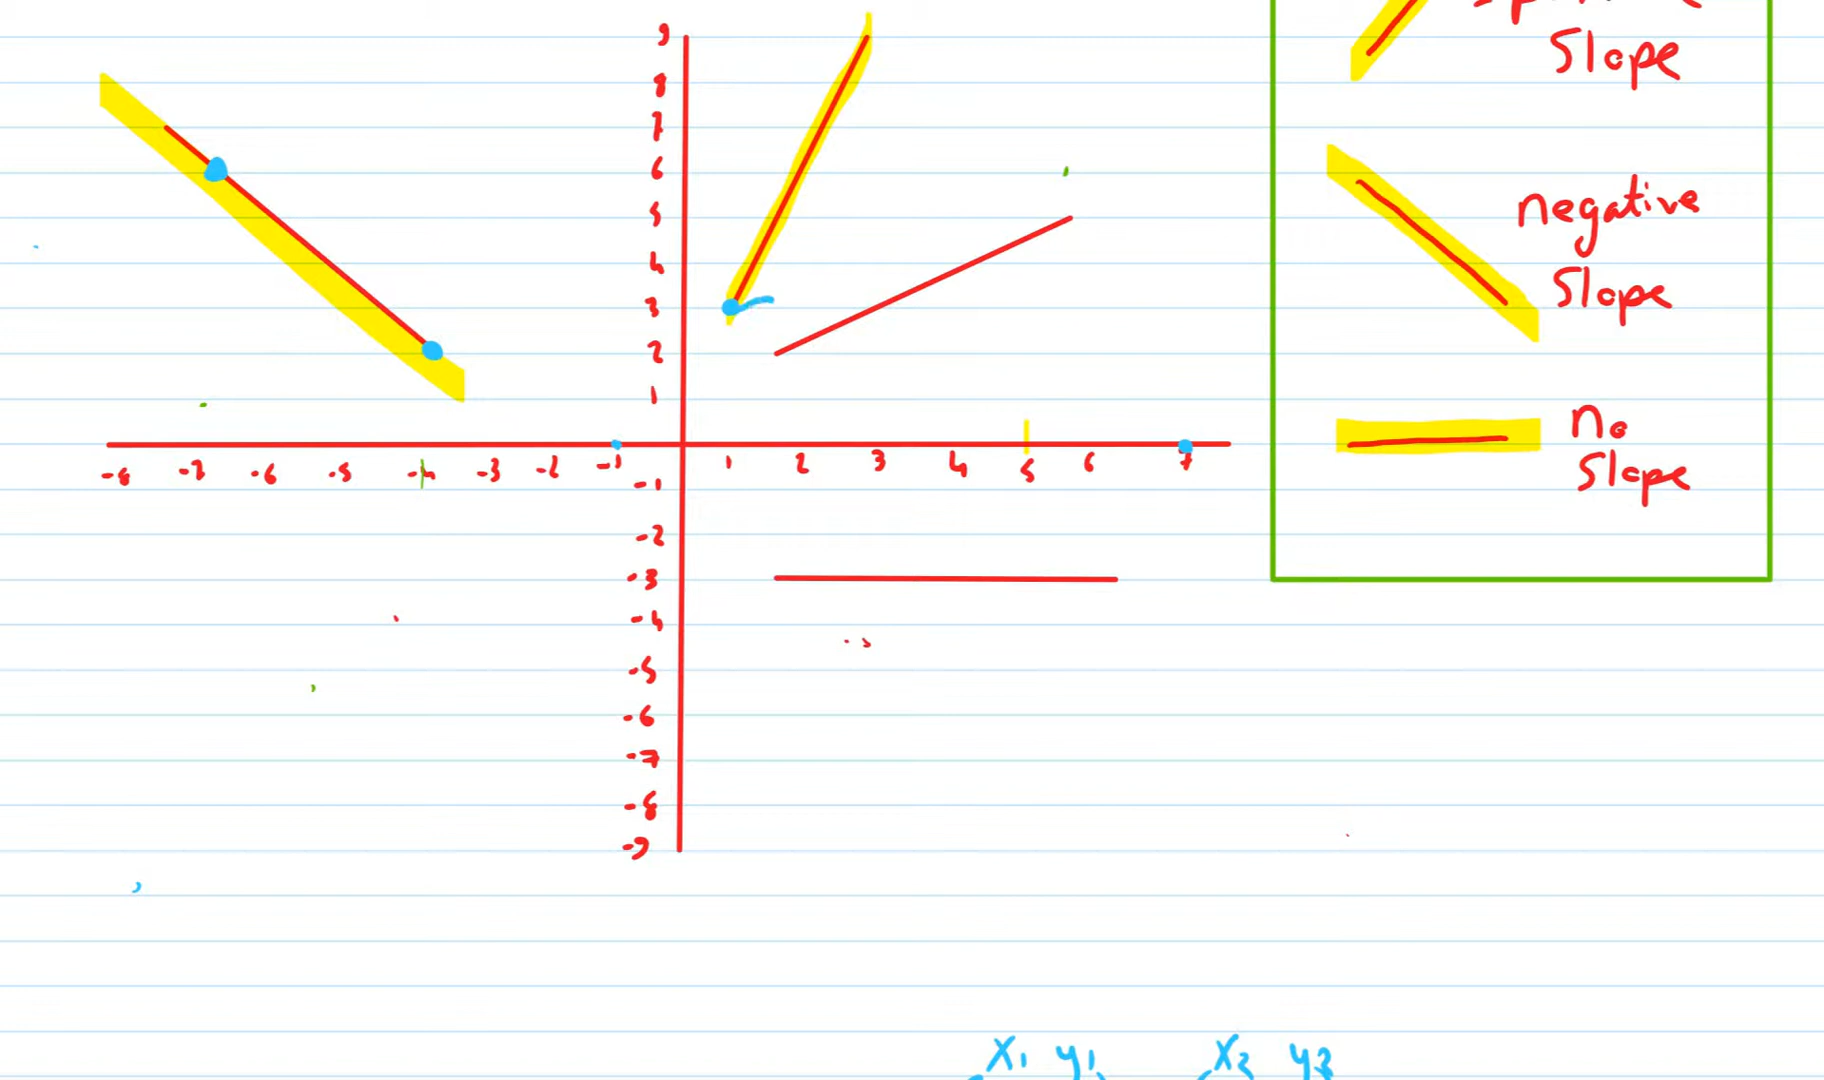 9
8
7
6
5
4
3
2
1
-8 -7 -6 -5 -4 -3 -2 -1 1 2 3 4 5 6 7
-1
-2
-3
-4
-5
-6
-7
-8
-9
Slope
negative
Slope
no
Slope
x1 y1 x2 y2